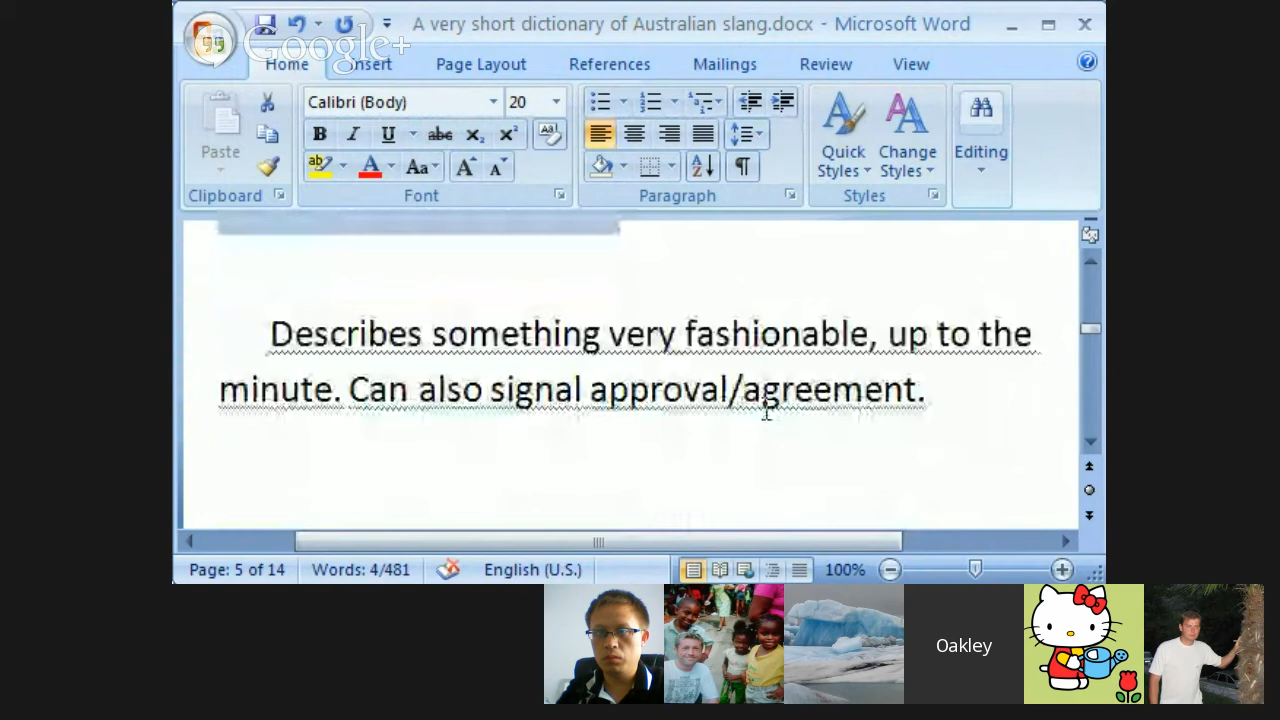 A very short dictionary of Australian slang.docx - Microsoft Word
Google+
Home Insert Page Layout References Mailings Review View
Calibri (Body) 20
Paste
Quick Styles
Change Styles
Editing
Clipboard Font Paragraph Styles
Describes something very fashionable, up to the
minute. Can also signal approval/agreement.
Page: 5 of 14 Words: 4/481 English (U.S.) 100%
Oakley